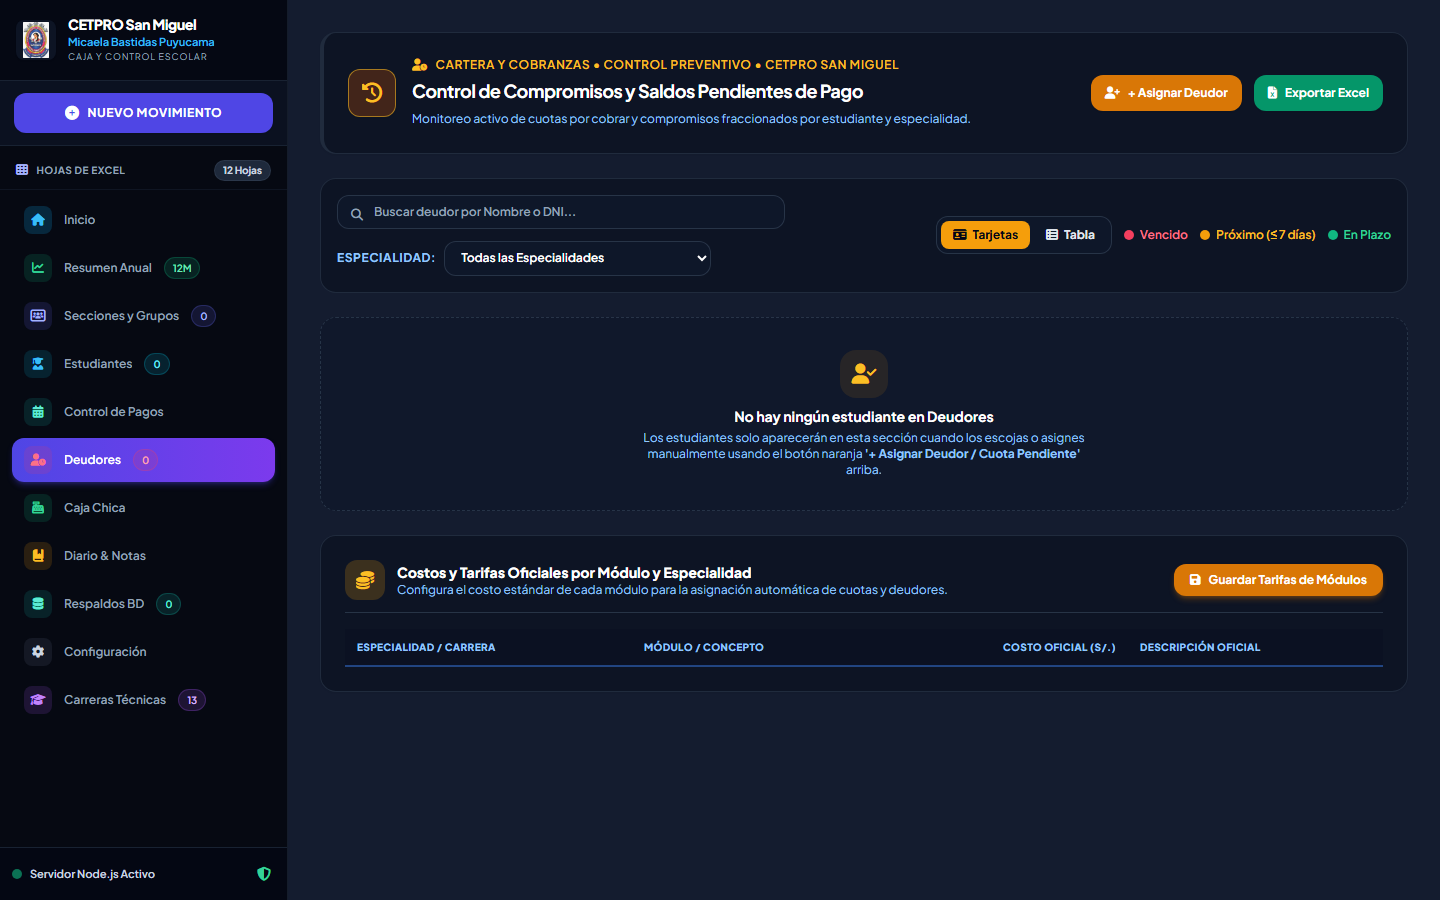 CETPRO San Miguel
Micaela Bastidas Puyucama
CAJA Y CONTROL ESCOLAR
NUEVO MOVIMIENTO
HOJAS DE EXCEL
12 Hojas
Inicio
Resumen Anual
12M
Secciones y Grupos
0
Estudiantes
0
Control de Pagos
Deudores
0
Caja Chica
Diario & Notas
Respaldos BD
0
Configuración
Carreras Técnicas
13
Servidor Node.js Activo
CARTERA Y COBRANZAS • CONTROL PREVENTIVO • CETPRO SAN MIGUEL
Control de Compromisos y Saldos Pendientes de Pago
Monitoreo activo de cuotas por cobrar y compromisos fraccionados por estudiante y especialidad.
+ Asignar Deudor
Exportar Excel
Buscar deudor por Nombre o DNI...
ESPECIALIDAD:
Todas las Especialidades
Tarjetas
Tabla
Vencido
Próximo (≤ 7 días)
En Plazo
No hay ningún estudiante en Deudores
Los estudiantes solo aparecerán en esta sección cuando los escojas o asignes
manualmente usando el botón naranja '+ Asignar Deudor / Cuota Pendiente'
arriba.
Costos y Tarifas Oficiales por Módulo y Especialidad
Configura el costo estándar de cada módulo para la asignación automática de cuotas y deudores.
Guardar Tarifas de Módulos
ESPECIALIDAD / CARRERA
MÓDULO / CONCEPTO
COSTO OFICIAL (S/.)
DESCRIPCIÓN OFICIAL